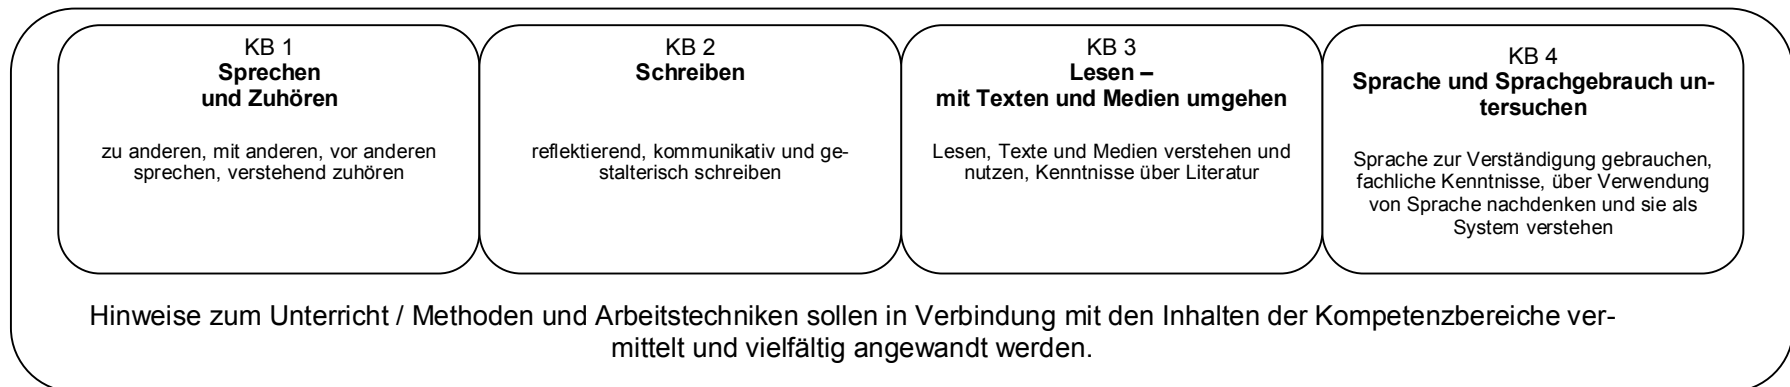 KB 1
Sprechen
und Zuhören
zu anderen, mit anderen, vor anderen
sprechen, verstehend zuhören
KB 2
Schreiben
reflektierend, kommunikativ und ge-
stalterisch schreiben
KB 3
Lesen –
mit Texten und Medien umgehen
Lesen, Texte und Medien verstehen und
nutzen, Kenntnisse über Literatur
KB 4
Sprache und Sprachgebrauch un-
tersuchen
Sprache zur Verständigung gebrauchen,
fachliche Kenntnisse, über Verwendung
von Sprache nachdenken und sie als
System verstehen
Hinweise zum Unterricht / Methoden und Arbeitstechniken sollen in Verbindung mit den Inhalten der Kompetenzbereiche ver-
mittelt und vielfältig angewandt werden.